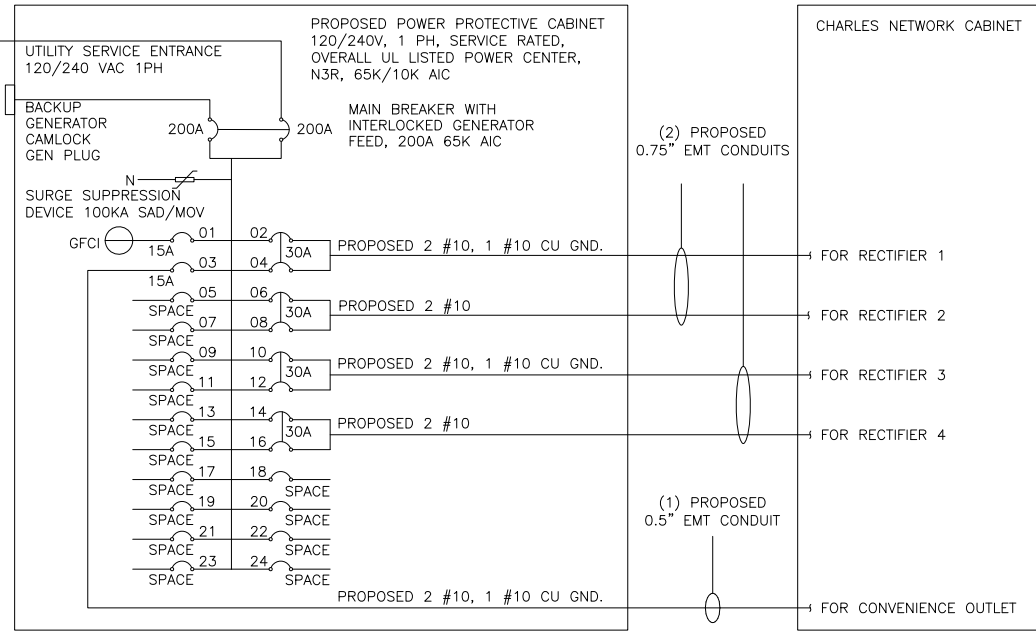 PROPOSED POWER PROTECTIVE CABINET
120/240V, 1 PH, SERVICE RATED,
OVERALL UL LISTED POWER CENTER,
N3R, 65K/10K AIC
CHARLES NETWORK CABINET
UTILITY SERVICE ENTRANCE
120/240 VAC 1PH
BACKUP
GENERATOR
CAMLOCK
GEN PLUG
200A
200A
MAIN BREAKER WITH
INTERLOCKED GENERATOR
FEED, 200A 65K AIC
(2) PROPOSED
0.75" EMT CONDUITS
N
SURGE SUPPRESSION
DEVICE 100KA SAD/MOV
GFCI
15A
01
02
30A
PROPOSED 2 #10, 1 #10 CU GND.
FOR RECTIFIER 1
15A
03
04
SPACE
05
06
30A
PROPOSED 2 #10
FOR RECTIFIER 2
SPACE
07
08
SPACE
09
10
30A
PROPOSED 2 #10, 1 #10 CU GND.
FOR RECTIFIER 3
SPACE
11
12
SPACE
13
14
30A
PROPOSED 2 #10
FOR RECTIFIER 4
SPACE
15
16
SPACE
17
18
SPACE
SPACE
19
20
SPACE
SPACE
21
22
SPACE
SPACE
23
24
SPACE
(1) PROPOSED
0.5" EMT CONDUIT
PROPOSED 2 #10, 1 #10 CU GND.
FOR CONVENIENCE OUTLET